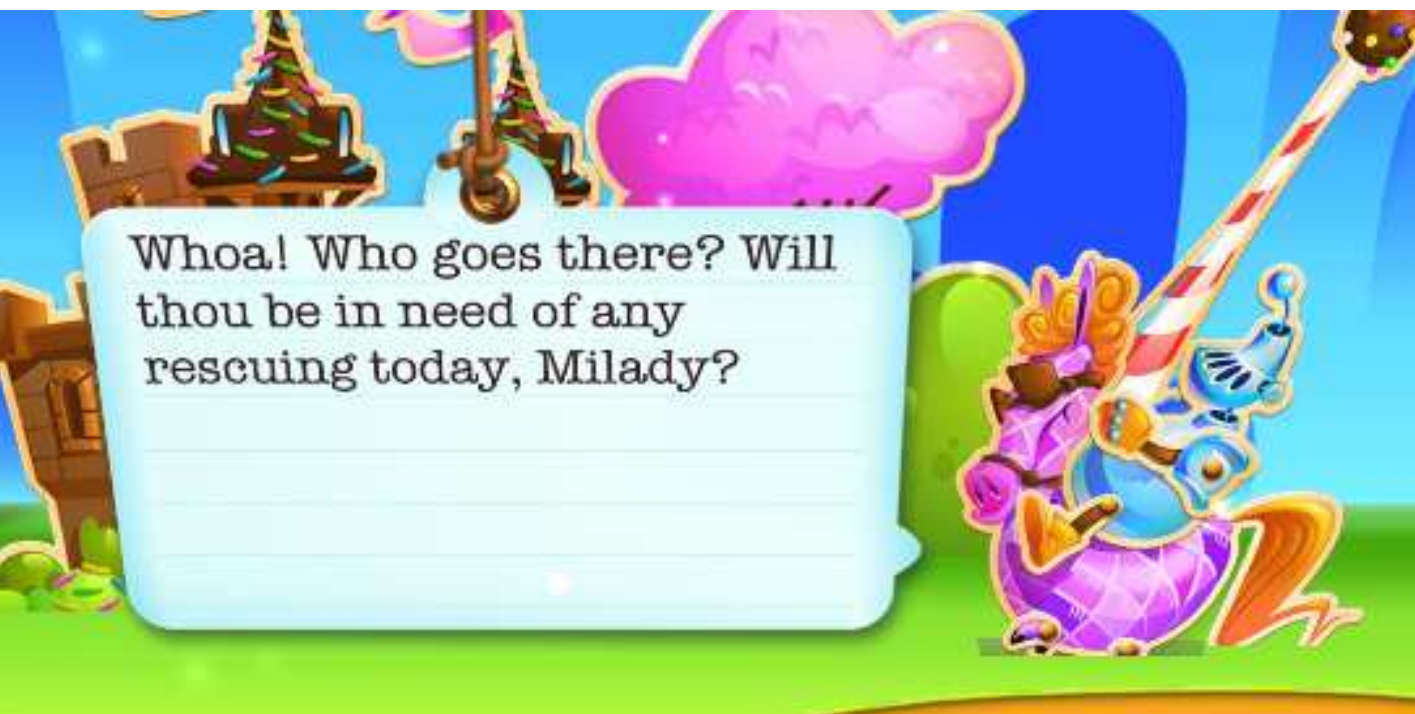 Whoa! Who goes there? Will
thou be in need of any
rescuing today, Milady?